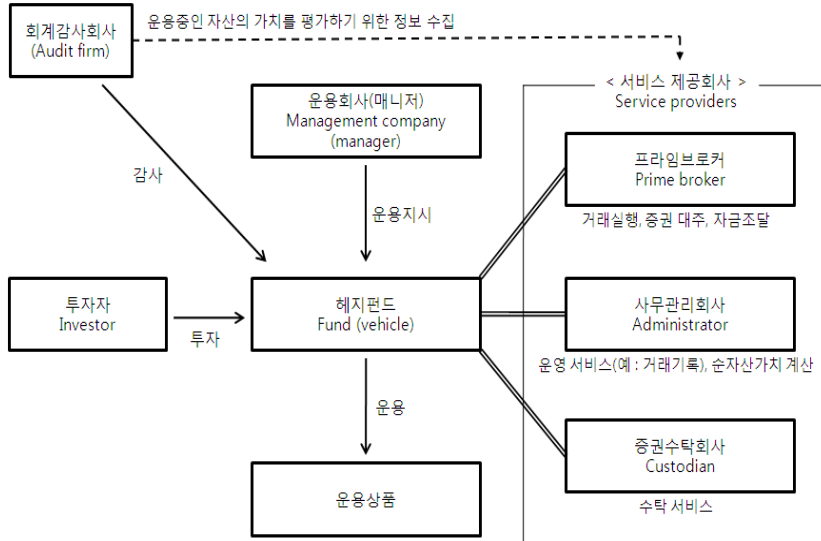 회계감사회사
(Audit firm)
운용중인 자산의 가치를 평가하기 위한 정보 수집
< 서비스 제공회사 >
Service providers
운용회사(매니저)
Management company
(manager)
프라임브로커
Prime broker
거래실행, 증권 대주, 자금조달
감사
운용지시
투자자
Investor
투자
헤지펀드
Fund (vehicle)
사무관리회사
Administrator
운영 서비스(예 : 거래기록), 순자산가치 계산
운용
증권수탁회사
Custodian
수탁 서비스
운용상품